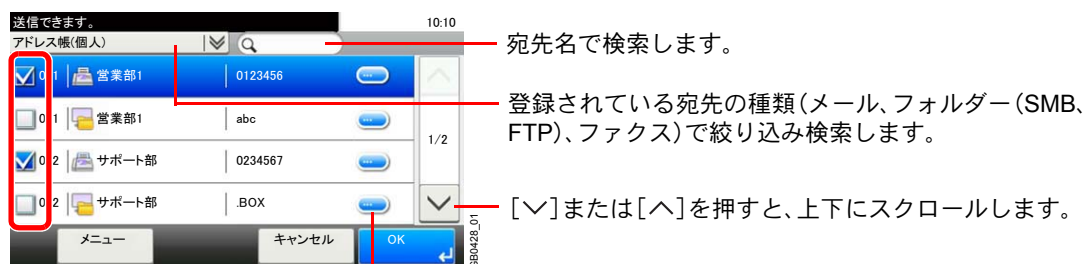 送信できます。 10:10
アドレス帳(個人)
宛先名で検索します。
001 営業部1 0123456
登録されている宛先の種類(メール、フォルダー(SMB、
FTP)、ファクス)で絞り込み検索します。
001 営業部1 abc
1/2
002 サポート部 0234567
002 サポート部 .BOX
[∨]または[∧]を押すと、上下にスクロールします。
メニュー キャンセル OK
GB0428_01